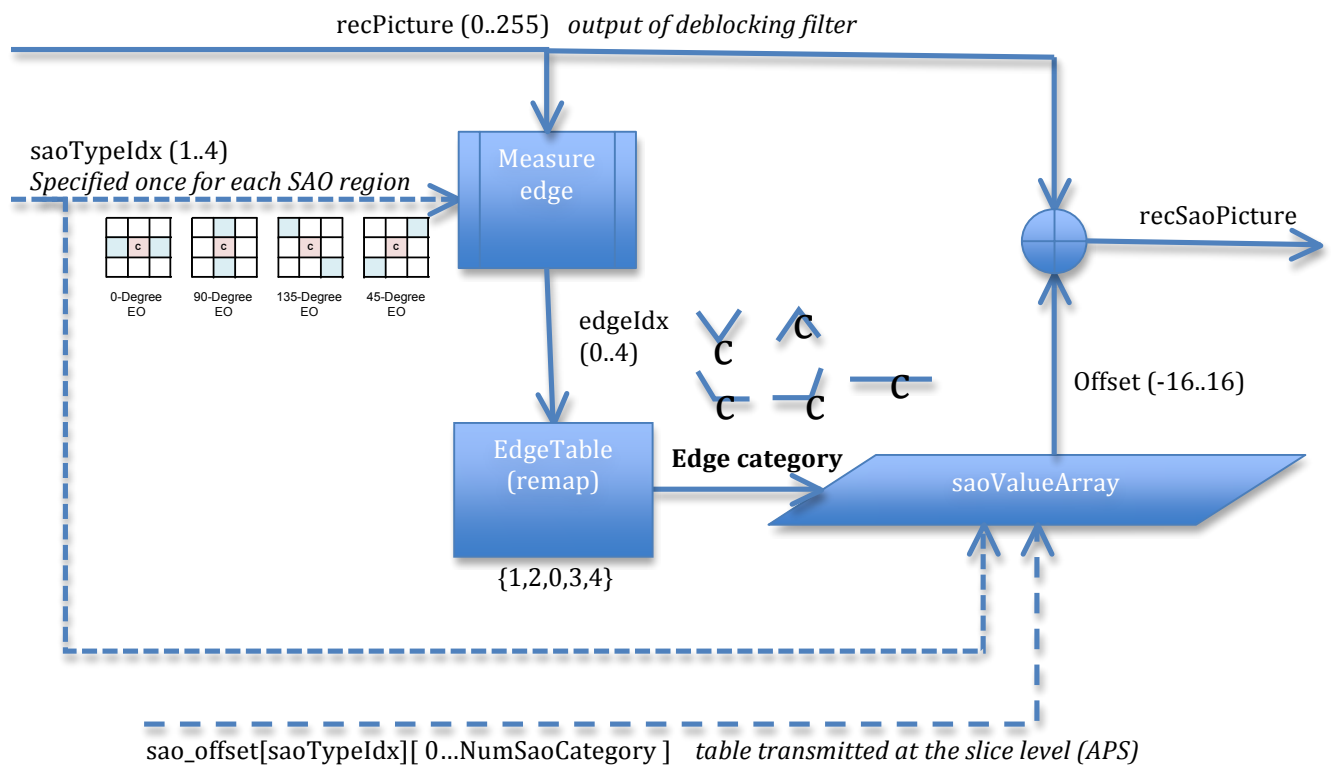 recPicture (0..255) output of deblocking filter
saoTypeIdx (1..4)
Specified once for each SAO region
Measure
edge
C C C C
0-Degree
EO
90-Degree
EO
135-Degree
EO
45-Degree
EO
recSaoPicture
edgeIdx
(0..4)
C C
C C C
Offset (-16..16)
EdgeTable
(remap)
Edge category
saoValueArray
{1,2,0,3,4}
sao_offset[saoTypeIdx][ 0...NumSaoCategory ] table transmitted at the slice level (APS)